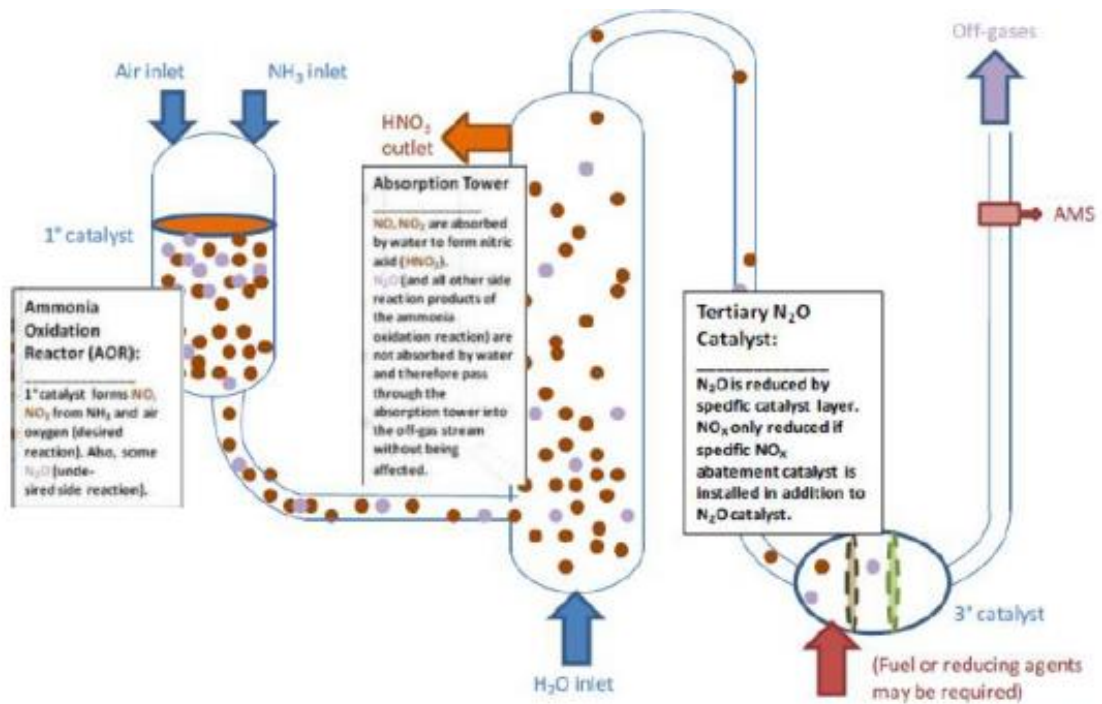 Off-gases
Air inlet
NH₃ inlet
HNO₃
outlet
Absorption Tower
NO, NO₂ are absorbed
by water to form nitric
acid (HNO₃).
N₂O (and all other side
reaction products of
the ammonia
oxidation reaction) are
not absorbed by water
and therefore pass
through the
absorption tower into
the off-gas stream
without being
affected.
1° catalyst
AMS
Ammonia
Oxidation
Reactor (AOR):
1° catalyst forms NO,
NO₂ from NH₃ and air
oxygen (desired
reaction). Also, some
N₂O (unde-
sired side reaction).
Tertiary N₂O
Catalyst:
N₂O is reduced by
specific catalyst layer.
NOₓ only reduced if
specific NOₓ
abatement catalyst is
installed in addition to
N₂O catalyst.
3° catalyst
H₂O inlet
(Fuel or reducing agents
may be required)